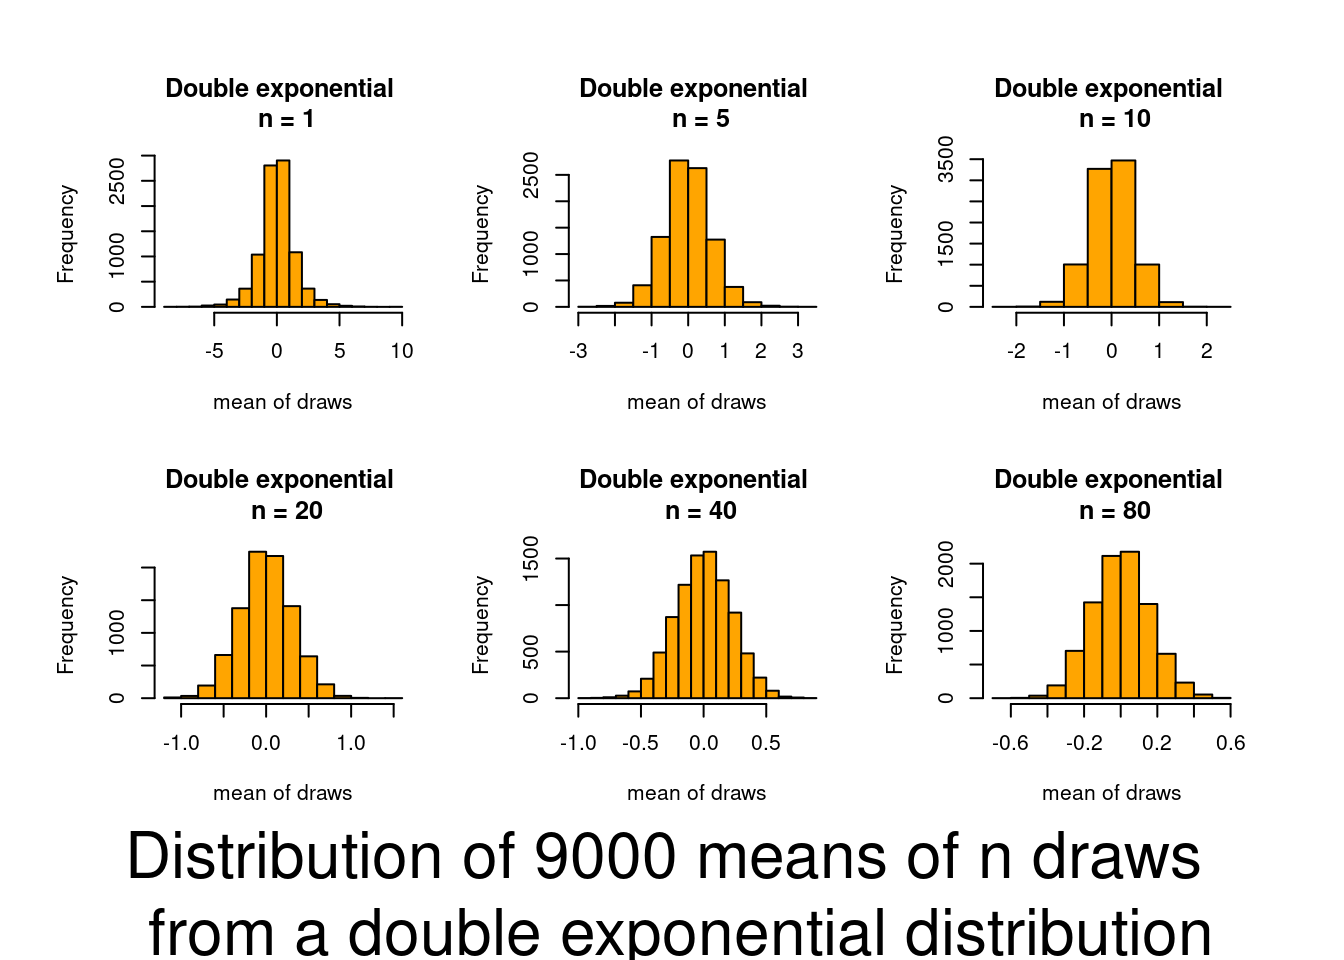 Double exponential
n = 1
Frequency
0 1000 2500
-5 0 5 10
mean of draws
Double exponential
n = 5
Frequency
0 1000 2500
-3 -1 0 1 2 3
mean of draws
Double exponential
n = 10
Frequency
0 1500 3500
-2 -1 0 1 2
mean of draws
Double exponential
n = 20
Frequency
0 1000
-1.0 0.0 1.0
mean of draws
Double exponential
n = 40
Frequency
0 500 1500
-1.0 -0.5 0.0 0.5
mean of draws
Double exponential
n = 80
Frequency
0 1000 2000
-0.6 -0.2 0.2 0.6
mean of draws
Distribution of 9000 means of n draws
from a double exponential distribution